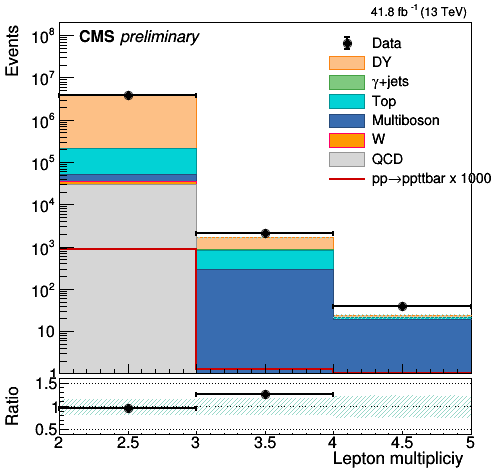 41.8 fb⁻¹ (13 TeV)
CMS preliminary
Events
10⁸
10⁷
10⁶
10⁵
10⁴
10³
10²
10
1
Data
DY
γ+jets
Top
Multiboson
W
QCD
pp→ppttbar x 1000
Ratio
1.5
1
0.5
2 2.5 3 3.5 4 4.5 5
Lepton multipliciy